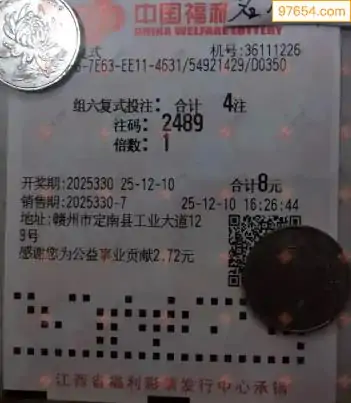 97654.com
中国福利
CHINA WELFARE LOTTERY
复式
机号:36111226
-7E63-EE11-4631/54921429/D0350
组六复式投注: 合计 4注
注码: 2489
倍数: 1
开奖期:2025330 25-12-10 合计8元
销售期:2025330-7 25-12-10 16:26:44
地址:赣州市定南县工业大道12
9号
感谢您为公益事业贡献2.72元
江西省福利彩票发行中心承销